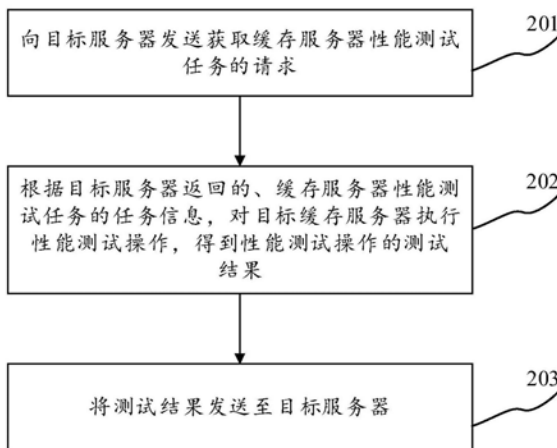 201
向目标服务器发送获取缓存服务器性能测试
任务的请求
202
根据目标服务器返回的、缓存服务器性能测
试任务的任务信息，对目标缓存服务器执行
性能测试操作，得到性能测试操作的测试
结果
203
将测试结果发送至目标服务器